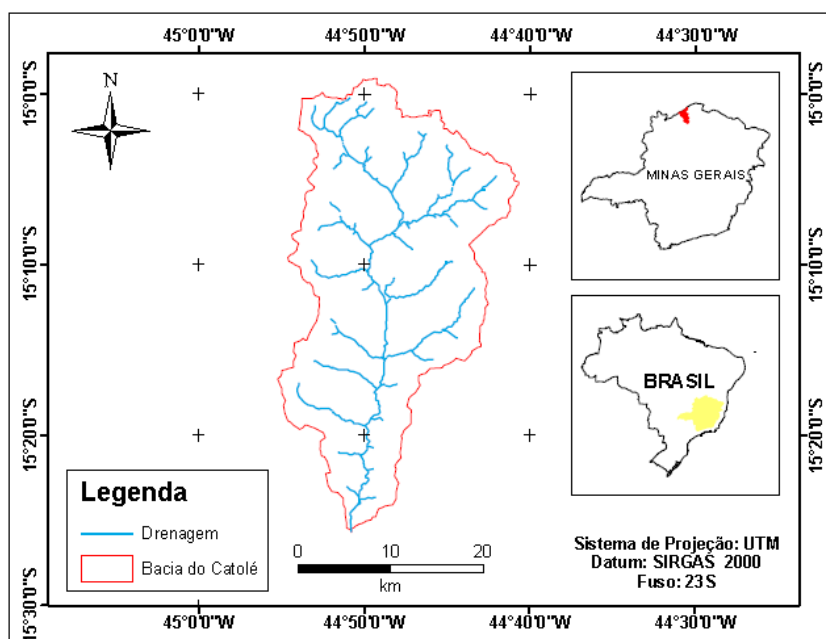 45°0'0"W 44°50'0"W 44°40'0"W 44°30'0"W
N
15°0'0"S
15°0'0"S
MINAS GERAIS
15°10'0"S
15°10'0"S
BRASIL
15°20'0"S
15°20'0"S
Legenda
Drenagem
Bacia do Catolé
0 10 20
km
Sistema de Projeção: UTM
Datum: SIRGAS 2000
Fuso: 23S
15°30'0"S
15°30'0"S
45°0'0"W 44°50'0"W 44°40'0"W 44°30'0"W